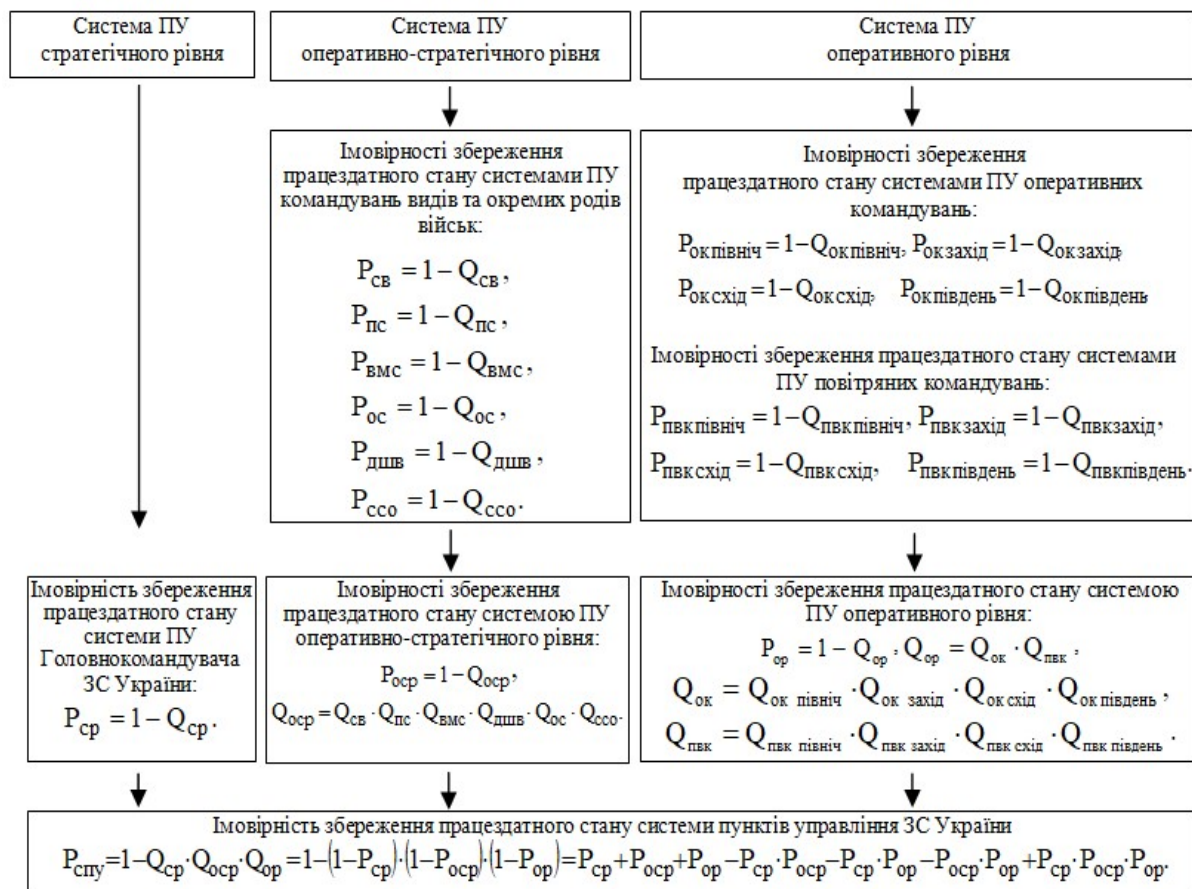 Система ПУ
стратегічного рівня
Система ПУ
оперативно-стратегічного рівня
Система ПУ
оперативного рівня
Імовірності збереження
працездатного стану системами ПУ
командувань видів та окремих родів
військ:
Pсв = 1 − Qсв ,
Pпс = 1 − Qпс ,
Pвмс = 1 − Qвмс ,
Pос = 1 − Qос ,
Pдшв = 1 − Qдшв ,
Pссо = 1 − Qссо.
Імовірності збереження
працездатного стану системами ПУ оперативних
командувань:
Pок північ = 1−Qок північ, Pок захід = 1−Qок захід,
Pок схід = 1−Qок схід, Pок південь = 1−Qок південь
Імовірності збереження працездатного стану системами
ПУ повітряних командувань:
Pпвк північ = 1−Qпвк північ, Pпвк захід = 1−Qпвк захід,
Pпвк схід = 1−Qпвк схід, Pпвк південь = 1−Qпвк південь.
Імовірність збереження
працездатного стану
системи ПУ
Головнокомандувача
ЗС України:
Pср = 1 − Qср .
Імовірності збереження
працездатного стану системою ПУ
оперативно-стратегічного рівня:
Pоср = 1 − Qоср,
Qоср = Qсв · Qпс · Qвмс · Qдшв · Qос · Qссо.
Імовірності збереження працездатного стану системою
ПУ оперативного рівня:
Pор = 1 − Qор , Qор = Qок · Qпвк ,
Qок = Qок північ · Qок захід · Qок схід · Qок південь ,
Qпвк = Qпвк північ · Qпвк захід · Qпвк схід · Qпвк південь .
Імовірність збереження працездатного стану системи пунктів управління ЗС України
Pспу=1−Qср·Qоср·Qор=1−(1−Pср)·(1−Pоср)·(1−Pор)=Pср+Pоср+Pор−Pср·Pоср−Pср·Pор−Pоср·Pор+Pср·Pоср·Pор.